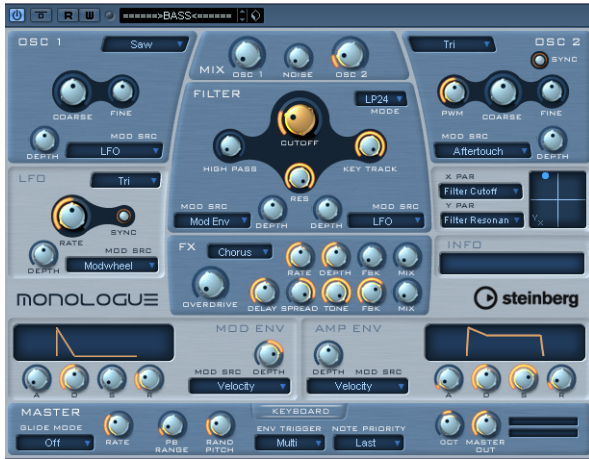 R W ======>BASS<======
OSC 1 Saw
COARSE FINE
DEPTH MOD SRC LFO
MIX OSC 1 NOISE OSC 2
FILTER LP24 MODE
CUTOFF
HIGH PASS KEY TRACK
RES
MOD SRC Mod Env DEPTH DEPTH MOD SRC LFO
Tri OSC 2
SYNC
PWM COARSE FINE
MOD SRC Aftertouch DEPTH
LFO Tri
RATE SYNC
DEPTH MOD SRC Modwheel
X PAR
Filter Cutoff
Y PAR
Filter Resonan
Y X
FX Chorus RATE DEPTH FBK MIX
OVERDRIVE DELAY SPREAD TONE FBK MIX
INFO
MONOLOGUE
steinberg
MOD ENV
A D S R
MOD SRC DEPTH
Velocity
AMP ENV
DEPTH MOD SRC
Velocity
A D S R
MASTER KEYBOARD
GLIDE MODE Off
RATE PB RANGE RAND PITCH
ENV TRIGGER Multi
NOTE PRIORITY Last
OCT MASTER OUT